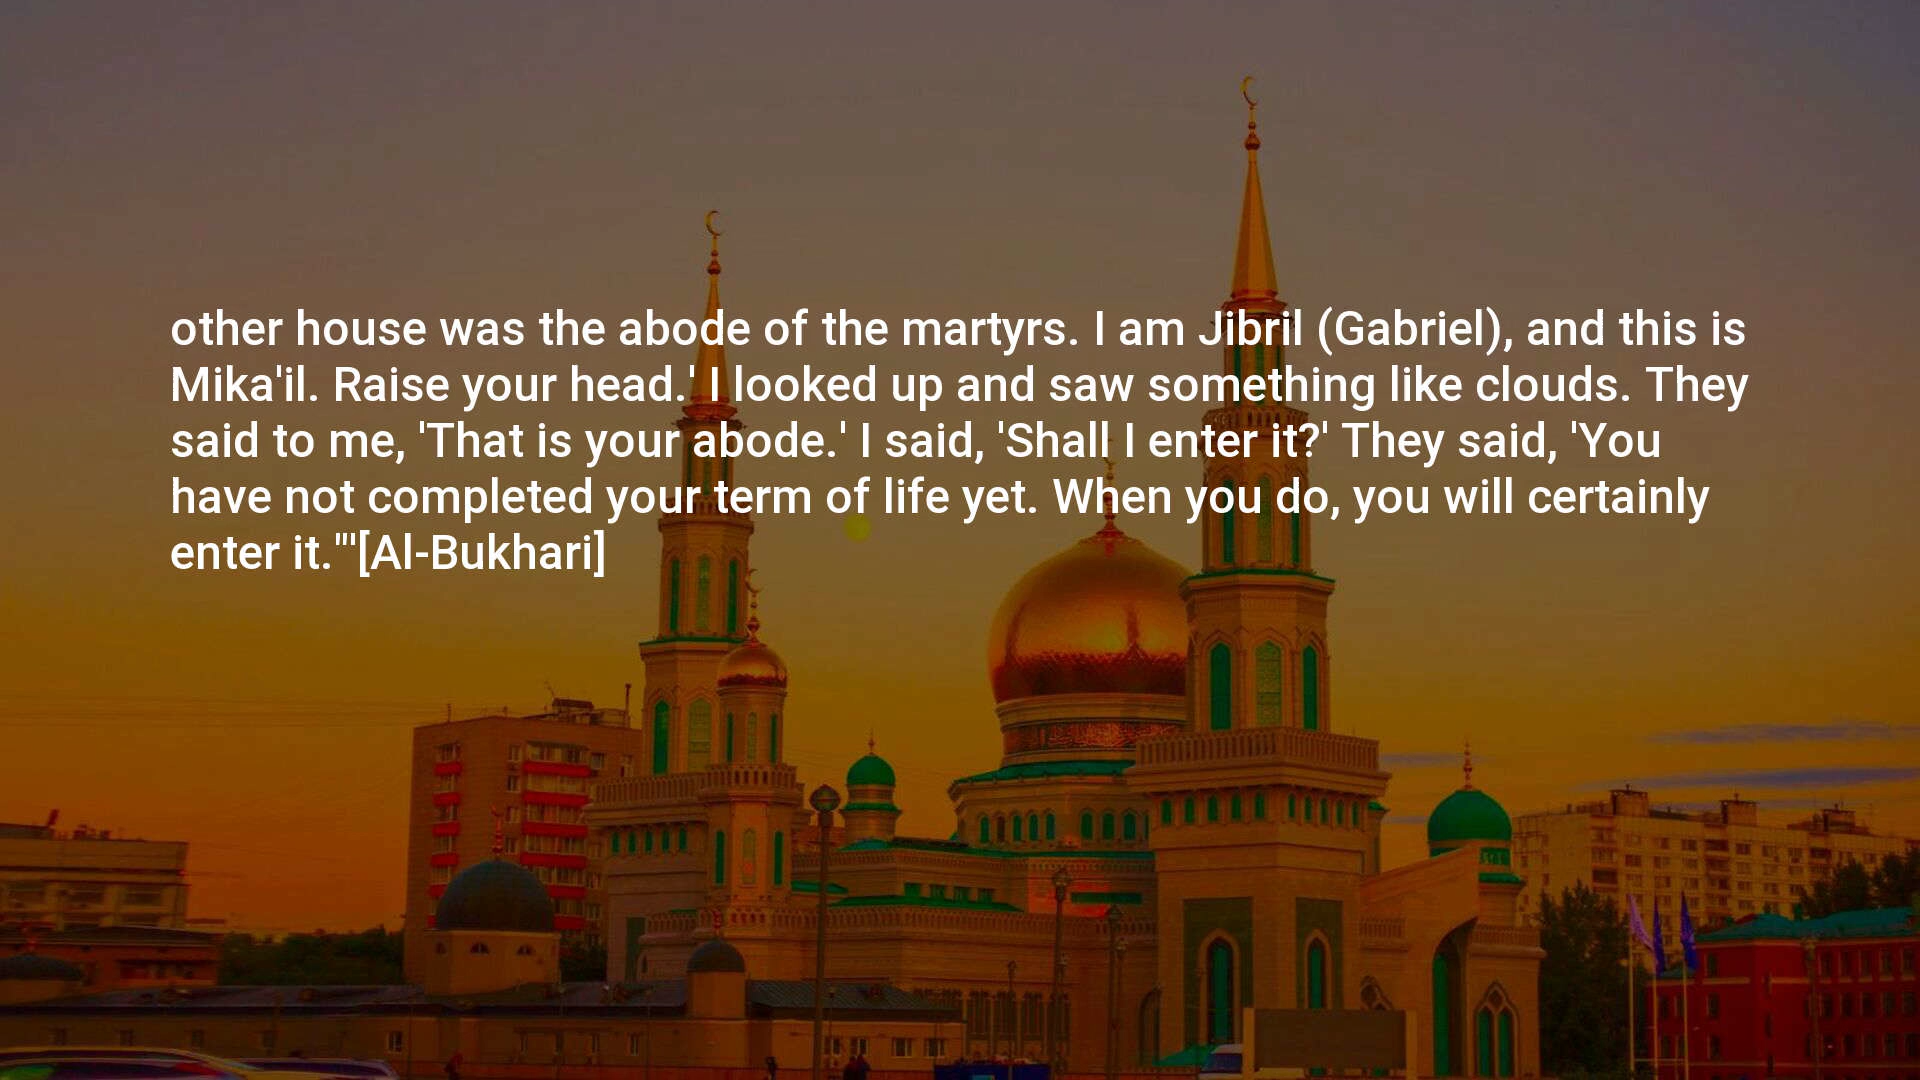 other house was the abode of the martyrs. I am Jibril (Gabriel), and this is
Mika'il. Raise your head.' I looked up and saw something like clouds. They
said to me, 'That is your abode.' I said, 'Shall I enter it?' They said, 'You
have not completed your term of life yet. When you do, you will certainly
enter it."'[Al-Bukhari]